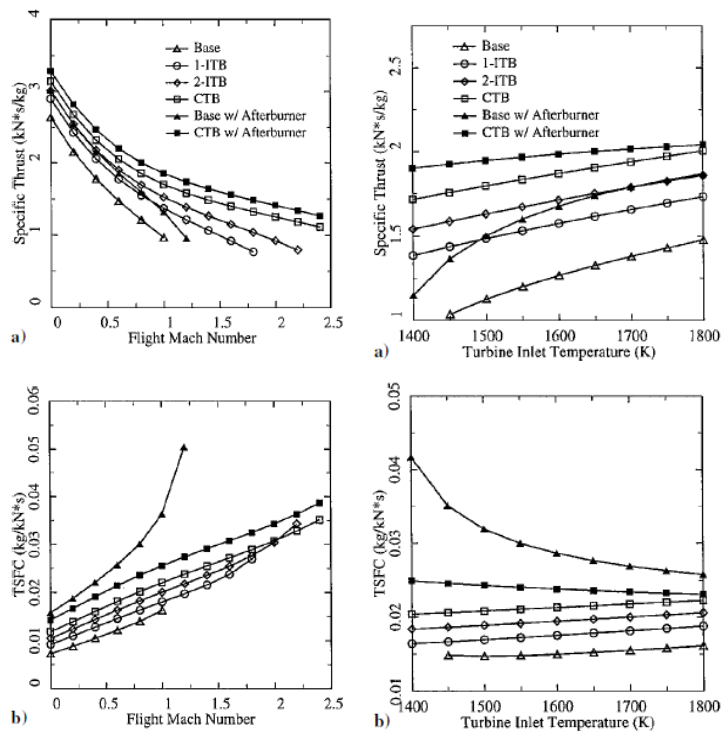 Specific Thrust (kN*s/kg)
4
3
2
1
0
Base
1-ITB
2-ITB
CTB
Base w/ Afterburner
CTB w/ Afterburner
0 0.5 1 1.5 2 2.5
a) Flight Mach Number
Specific Thrust (kN*s/kg)
2.5
2
1.5
1
Base
1-ITB
2-ITB
CTB
Base w/ Afterburner
CTB w/ Afterburner
1400 1500 1600 1700 1800
a) Turbine Inlet Temperature (K)
TSFC (kg/kN*s)
0.06
0.05
0.04
0.03
0.02
0.01
0
0 0.5 1 1.5 2 2.5
b) Flight Mach Number
TSFC (kg/kN*s)
0.05
0.04
0.03
0.02
0.01
1400 1500 1600 1700 1800
b) Turbine Inlet Temperature (K)